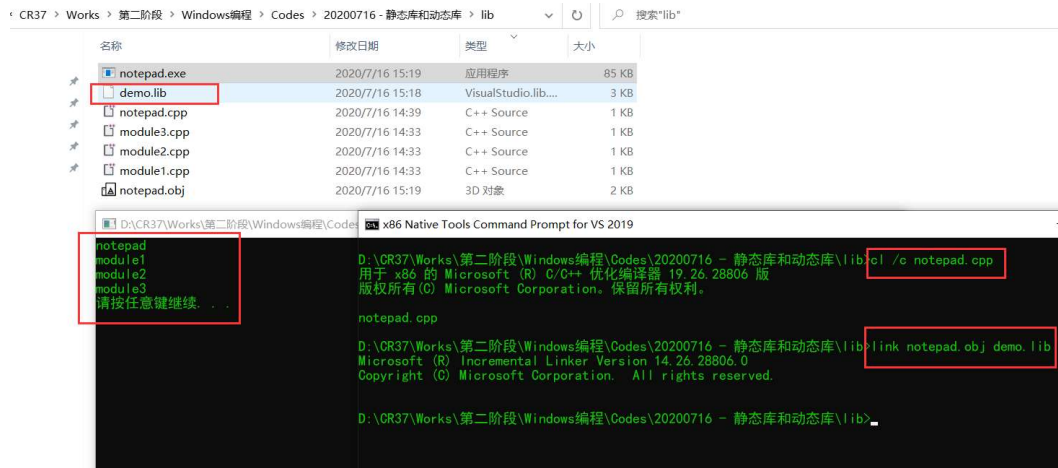 CR37 > Works > 第二阶段 > Windows编程 > Codes > 20200716 - 静态库和动态库 > lib
搜索"lib"
名称 修改日期 类型 大小
notepad.exe 2020/7/16 15:19 应用程序 85 KB
demo.lib 2020/7/16 15:18 VisualStudio.lib.... 3 KB
notepad.cpp 2020/7/16 14:39 C++ Source 1 KB
module3.cpp 2020/7/16 14:33 C++ Source 1 KB
module2.cpp 2020/7/16 14:33 C++ Source 1 KB
module1.cpp 2020/7/16 14:33 C++ Source 1 KB
notepad.obj 2020/7/16 15:19 3D 对象 2 KB
D:\CR37\Works\第二阶段\Windows编程\Codes
notepad
module1
module2
module3
请按任意键继续. . .
x86 Native Tools Command Prompt for VS 2019
D:\CR37\Works\第二阶段\Windows编程\Codes\20200716 - 静态库和动态库\lib>cl /c notepad.cpp
用于 x86 的 Microsoft (R) C/C++ 优化编译器 19.26.28806 版
版权所有(C) Microsoft Corporation。保留所有权利。
notepad.cpp
D:\CR37\Works\第二阶段\Windows编程\Codes\20200716 - 静态库和动态库\lib>link notepad.obj demo.lib
Microsoft (R) Incremental Linker Version 14.26.28806.0
Copyright (C) Microsoft Corporation.  All rights reserved.
D:\CR37\Works\第二阶段\Windows编程\Codes\20200716 - 静态库和动态库\lib>